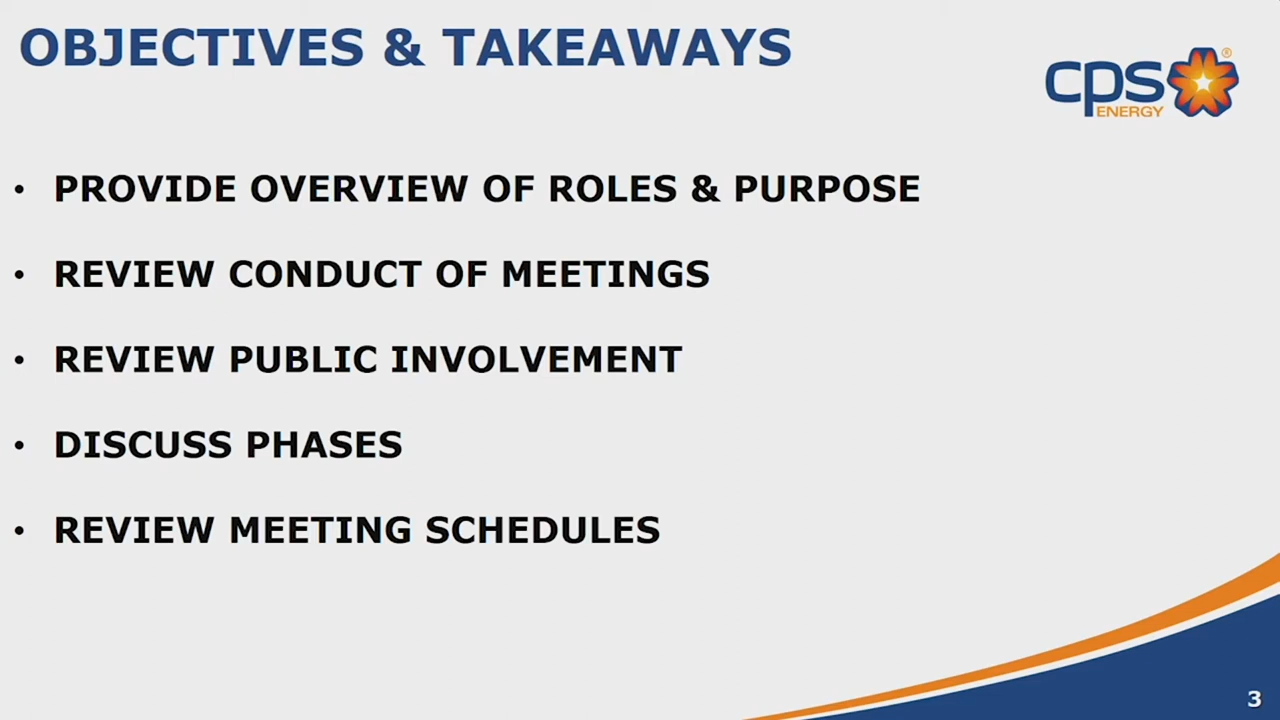 OBJECTIVES & TAKEAWAYS
cps
ENERGY
®
• PROVIDE OVERVIEW OF ROLES & PURPOSE
• REVIEW CONDUCT OF MEETINGS
• REVIEW PUBLIC INVOLVEMENT
• DISCUSS PHASES
• REVIEW MEETING SCHEDULES
3